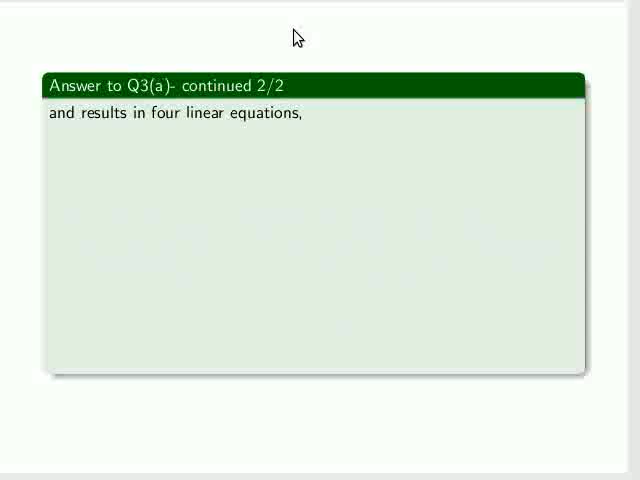 Answer to Q3(a)- continued 2/2
and results in four linear equations,